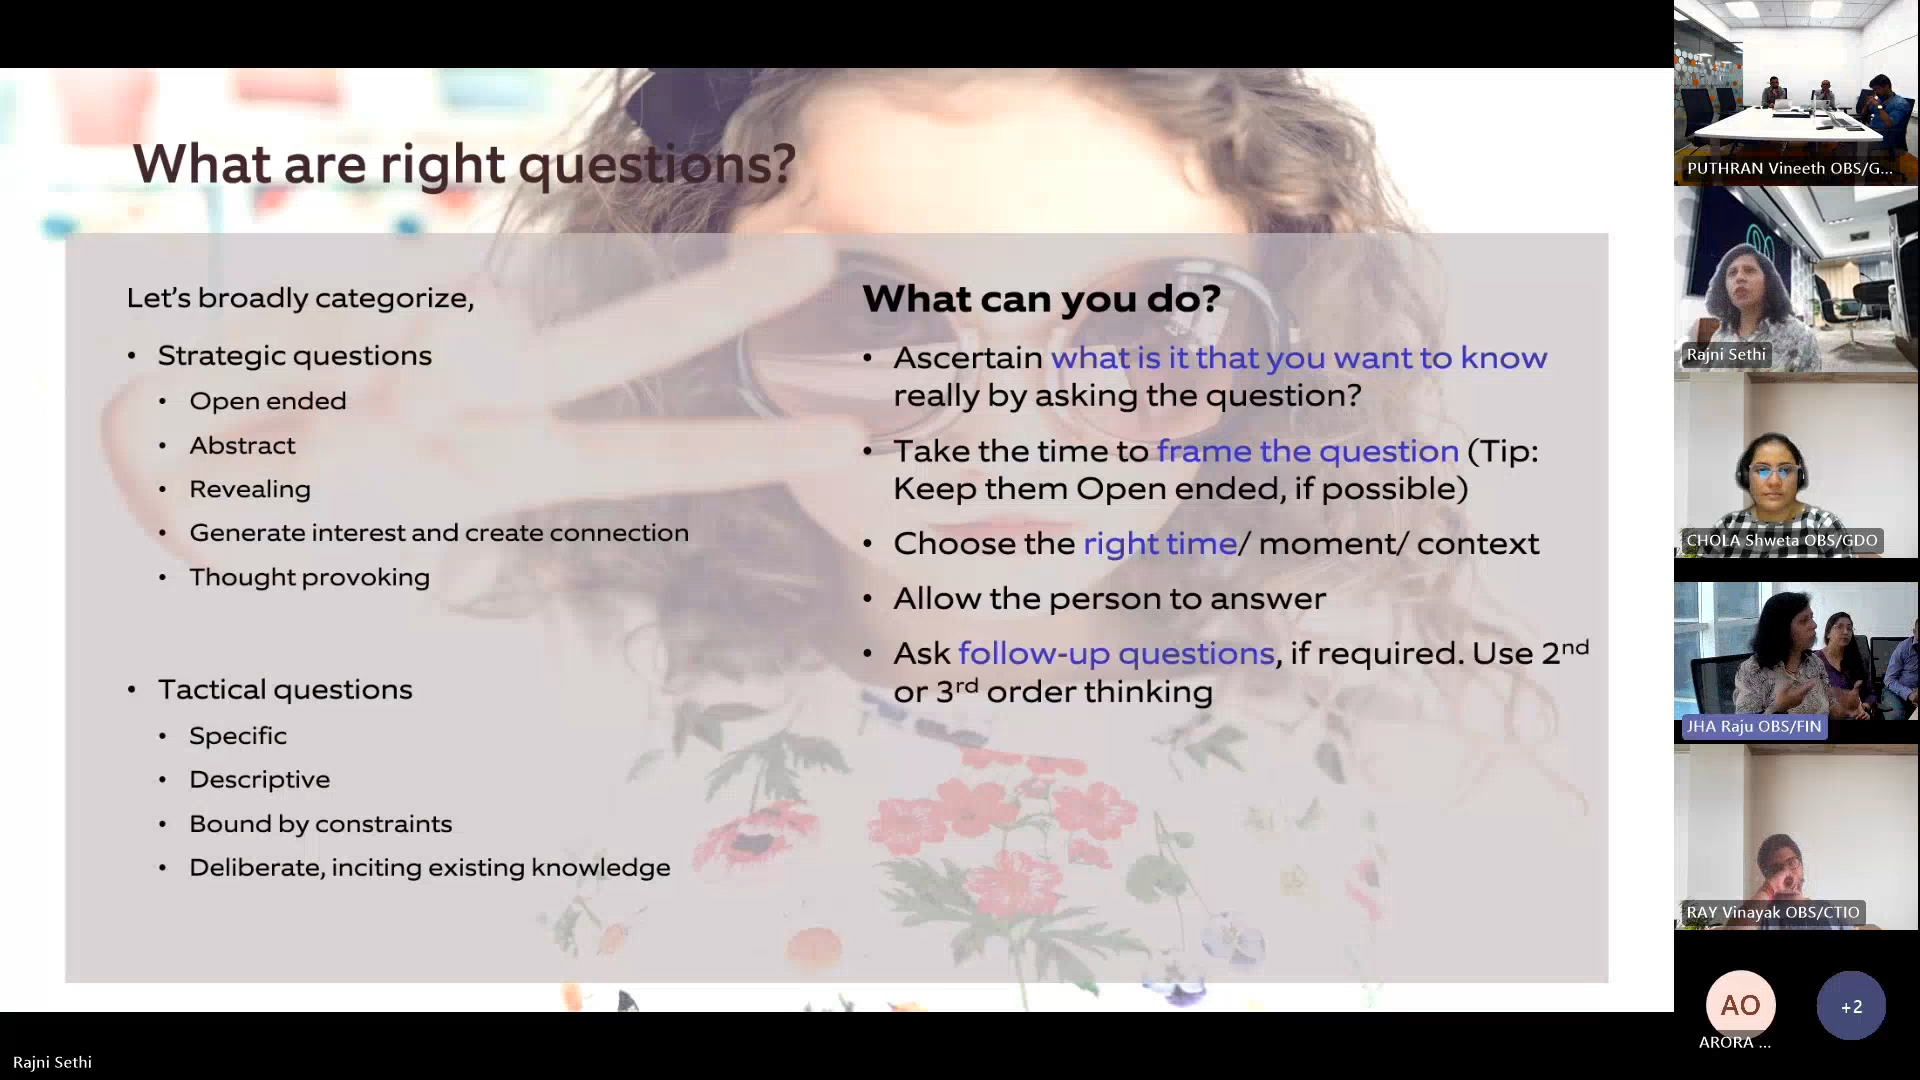 What are right questions?
Let's broadly categorize,
• Strategic questions
• Open ended
• Abstract
• Revealing
• Generate interest and create connection
• Thought provoking
• Tactical questions
• Specific
• Descriptive
• Bound by constraints
• Deliberate, inciting existing knowledge
What can you do?
• Ascertain what is it that you want to know
really by asking the question?
• Take the time to frame the question (Tip:
Keep them Open ended, if possible)
• Choose the right time/ moment/ context
• Allow the person to answer
• Ask follow-up questions, if required. Use 2nd
or 3rd order thinking
PUTHRAN Vineeth OBS/G...
Rajni Sethi
CHOLA Shweta OBS/GDO
JHA Raju OBS/FIN
RAY Vinayak OBS/CTIO
AO
+2
ARORA ...
Rajni Sethi